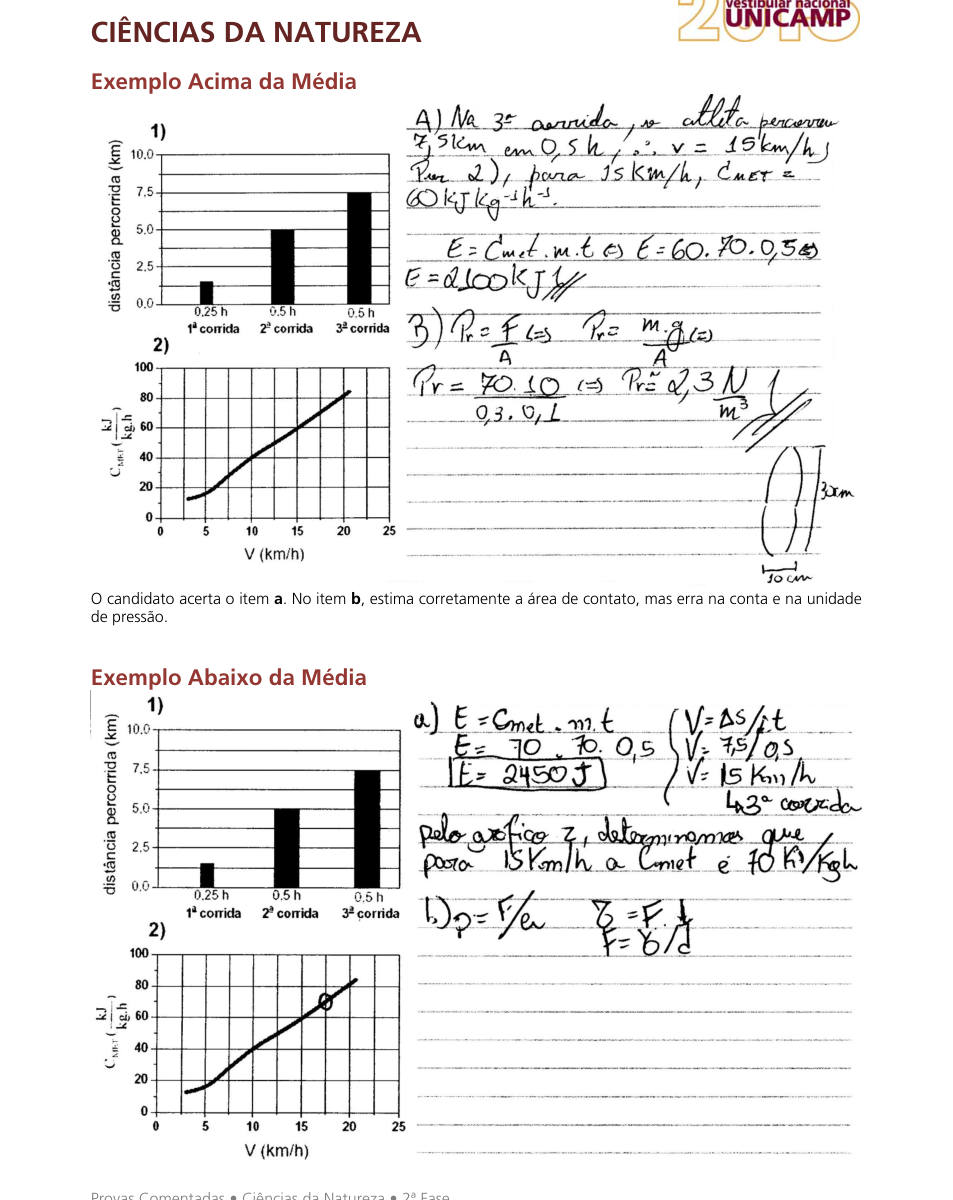 vestibular nacional
CIÊNCIAS DA NATUREZA
UNICAMP
Exemplo Acima da Média
1)
distância percorrida (km)
10.0
7.5
5.0
2.5
0.0
0.25 h
0.5 h
0.5 h
1ª corrida
2ª corrida
3ª corrida
2)
C MET (kJ/kg.h)
100
80
60
40
20
0
0
5
10
15
20
25
V (km/h)
A) Na 3ª corrida, o atleta percorreu
7,5km em 0,5h, ∴ v = 15km/h,
Por 2), para 15 Km/h, CMET =
60 kJ kg⁻¹h⁻¹.
E = Cmet . m . t ⇔ E = 60. 70. 0,5 ⇔
E = 2100 kJ
B) Pr = F/A ⇔ Pr = m.g/A ⇔
Pr = 70. 10/0,3. 0,1 ⇔ Pr ≅ 2,3 N/m³
30cm
10 cm
O candidato acerta o item a. No item b, estima corretamente a área de contato, mas erra na conta e na unidade
de pressão.
Exemplo Abaixo da Média
1)
distância percorrida (km)
10.0
7.5
5.0
2.5
0.0
0.25 h
0.5 h
0.5 h
1ª corrida
2ª corrida
3ª corrida
2)
C MET (kJ/kg.h)
100
80
60
40
20
0
0
5
10
15
20
25
V (km/h)
a) E = Cmet . m. t
E = 70 . 70. 0,5
E = 2450 J
V = Δs/Δt
V = 7,5/0,5
V = 15 Km/h
↳ 3ª corrida
pelo gráfico 2, determinamos que
para 15 Km/h a Cmet é 70 KJ/Kgh
b) p = F/a
F = /d
Provas Comentadas • Ciências da Natureza • 2ª Fase